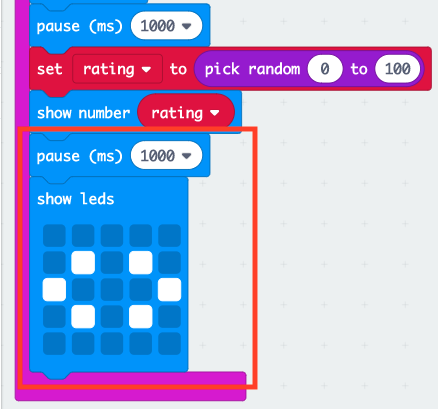 pause (ms) 1000
set rating to pick random 0 to 100
show number rating
pause (ms) 1000
show leds